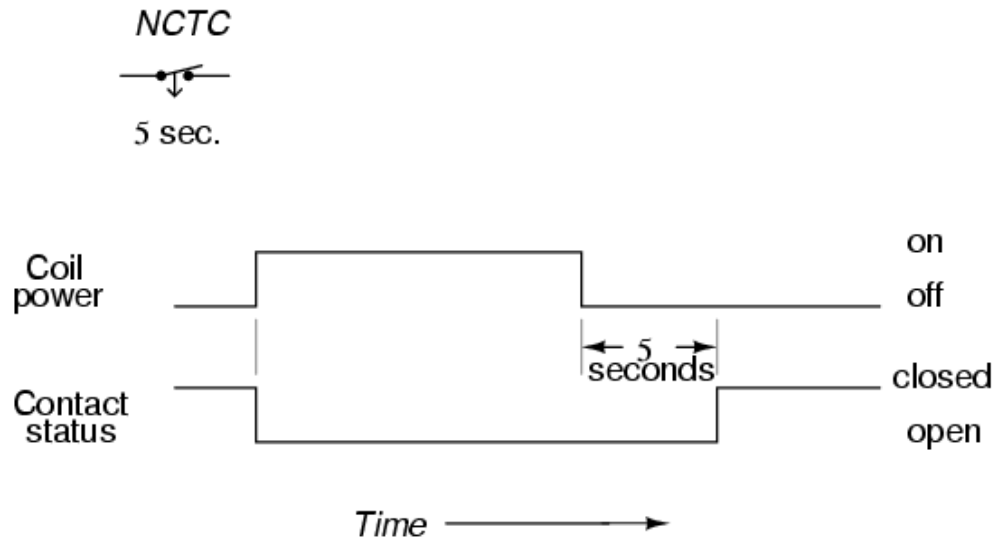 NCTC
5 sec.
Coil
power
on
off
5
seconds
Contact
status
closed
open
Time